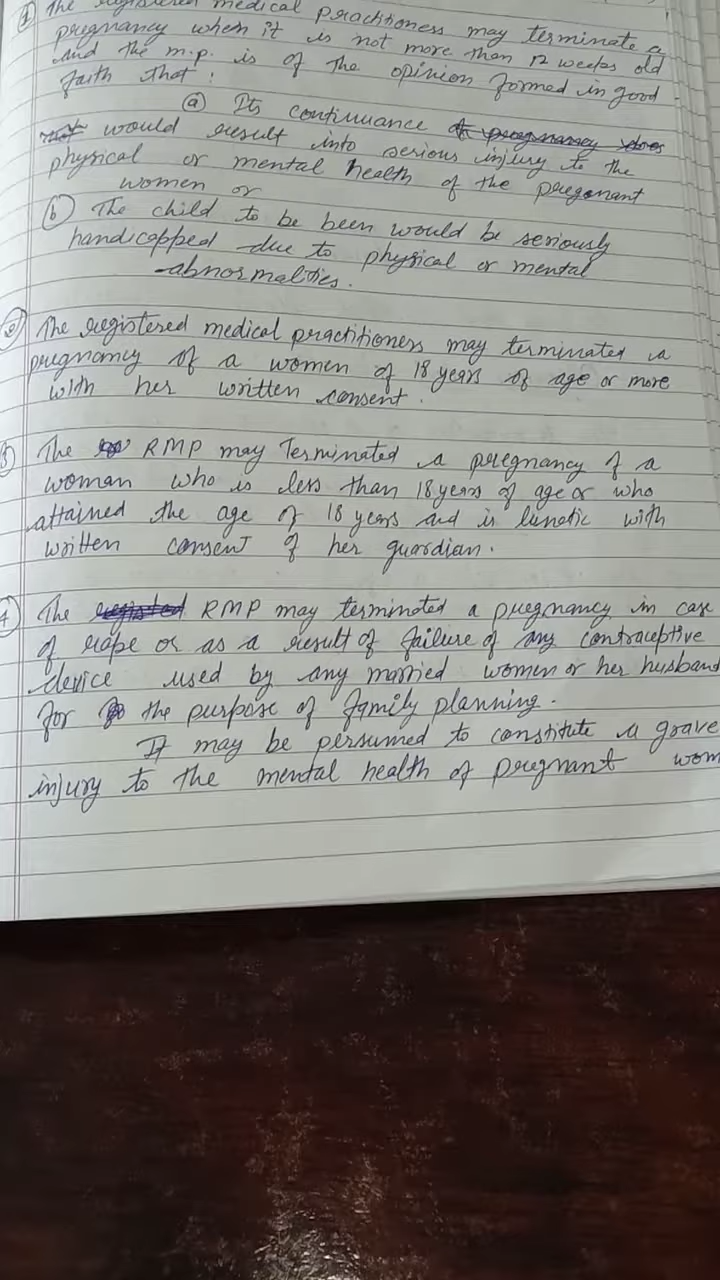 ① The registered medical practitioners may terminate a
pregnancy when it is not more than 12 weeks old
and the m.p. is of the opinion formed in good
faith that:
ⓐ Its continuance
would result into serious injury to the
physical or mental health of the pregnant
women or
ⓑ The child to be been would be seriously
handicapped due to physical or mental
abnormalities.
The registered medical practitioners may terminated a
pregnancy of a women of 18 years of age or more
with her written consent.
The RMP may Terminated a pregnancy of a
woman who is less than 18 years of age or who
attained the age of 18 years and is lunatic with
written consent of her guardian.
4 The RMP may terminated a pregnancy in case
of rape or as a result of failure of any contraceptive
device used by any married women or her husband
for the purpose of family planning.
It may be persumed to constitute a grave
injury to the mental health of pregnant wom